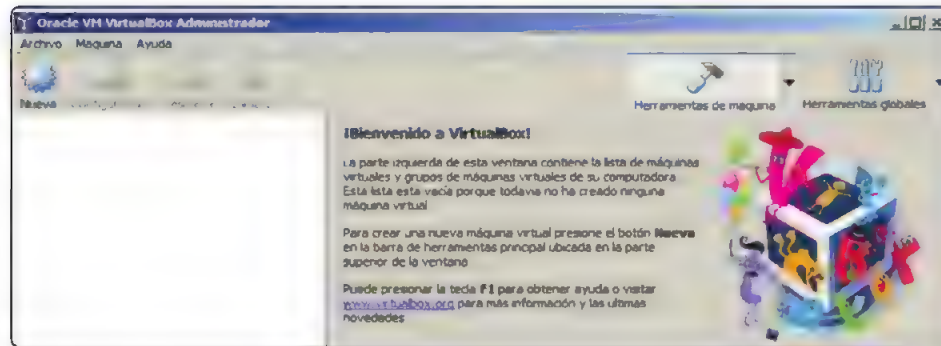 Oracle VM VirtualBox Administrador
Archivo Máquina Ayuda
Nueva
Herramientas de máquina Herramientas globales
¡Bienvenido a VirtualBox!
La parte izquierda de esta ventana contiene la lista de máquinas
virtuales y grupos de máquinas virtuales de su computadora
Esta lista esta vacía porque todavía no ha creado ninguna
máquina virtual
Para crear una nueva máquina virtual presione el botón Nueva
en la barra de herramientas principal ubicada en la parte
superior de la ventana
Puede presionar la tecla F1 para obtener ayuda o visitar
www.virtualbox.org para más información y las últimas
novedades